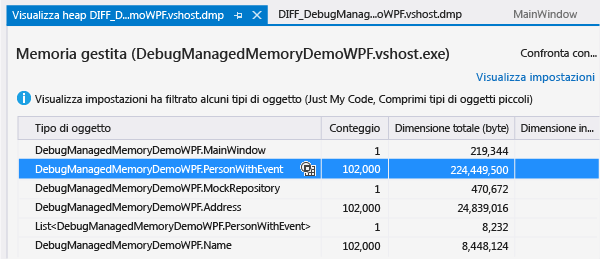 Visualizza heap DIFF_D...moWPF.vshost.dmp DIFF_DebugManag...oWPF.vshost.dmp MainWindow
Memoria gestita (DebugManagedMemoryDemoWPF.vshost.exe) Confronta con...
Visualizza impostazioni
Visualizza impostazioni ha filtrato alcuni tipi di oggetto (Just My Code, Comprimi tipi di oggetti piccoli)
Tipo di oggetto Conteggio Dimensione totale (byte) Dimensione in...
DebugManagedMemoryDemoWPF.MainWindow 1 219,344
DebugManagedMemoryDemoWPF.PersonWithEvent 102,000 224,449,500
DebugManagedMemoryDemoWPF.MockRepository 1 470,672
DebugManagedMemoryDemoWPF.Address 102,000 24,839,016
List<DebugManagedMemoryDemoWPF.PersonWithEvent> 1 8,232
DebugManagedMemoryDemoWPF.Name 102,000 8,448,124